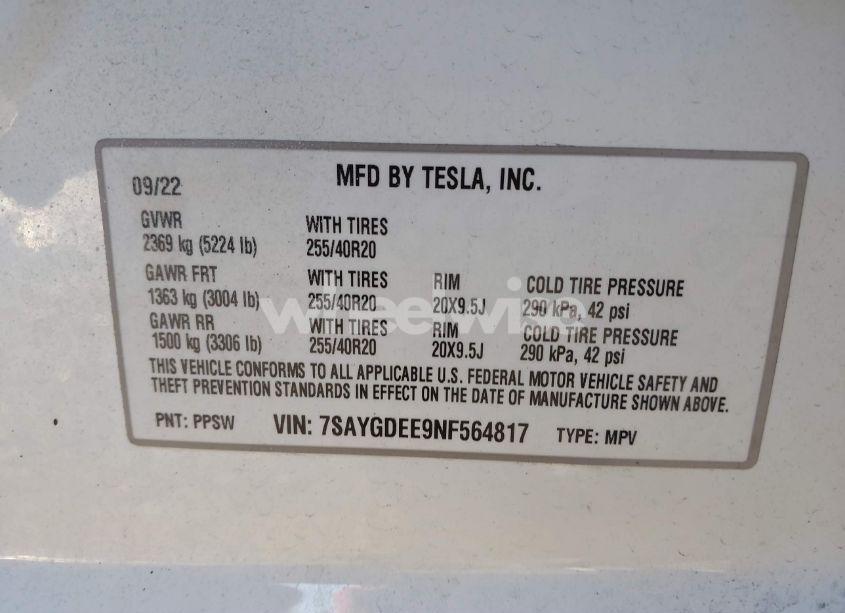 09/22 MFD BY TESLA, INC.
GVWR WITH TIRES
2369 kg (5224 lb) 255/40R20
GAWR FRT WITH TIRES RIM COLD TIRE PRESSURE
1363 kg (3004 lb) 255/40R20 20X9.5J 290 kPa, 42 psi
GAWR RR WITH TIRES RIM COLD TIRE PRESSURE
1500 kg (3306 lb) 255/40R20 20X9.5J 290 kPa, 42 psi
THIS VEHICLE CONFORMS TO ALL APPLICABLE U.S. FEDERAL MOTOR VEHICLE SAFETY AND
THEFT PREVENTION STANDARDS IN EFFECT ON THE DATE OF MANUFACTURE SHOWN ABOVE.
PNT: PPSW VIN: 7SAYGDEE9NF564817 TYPE: MPV